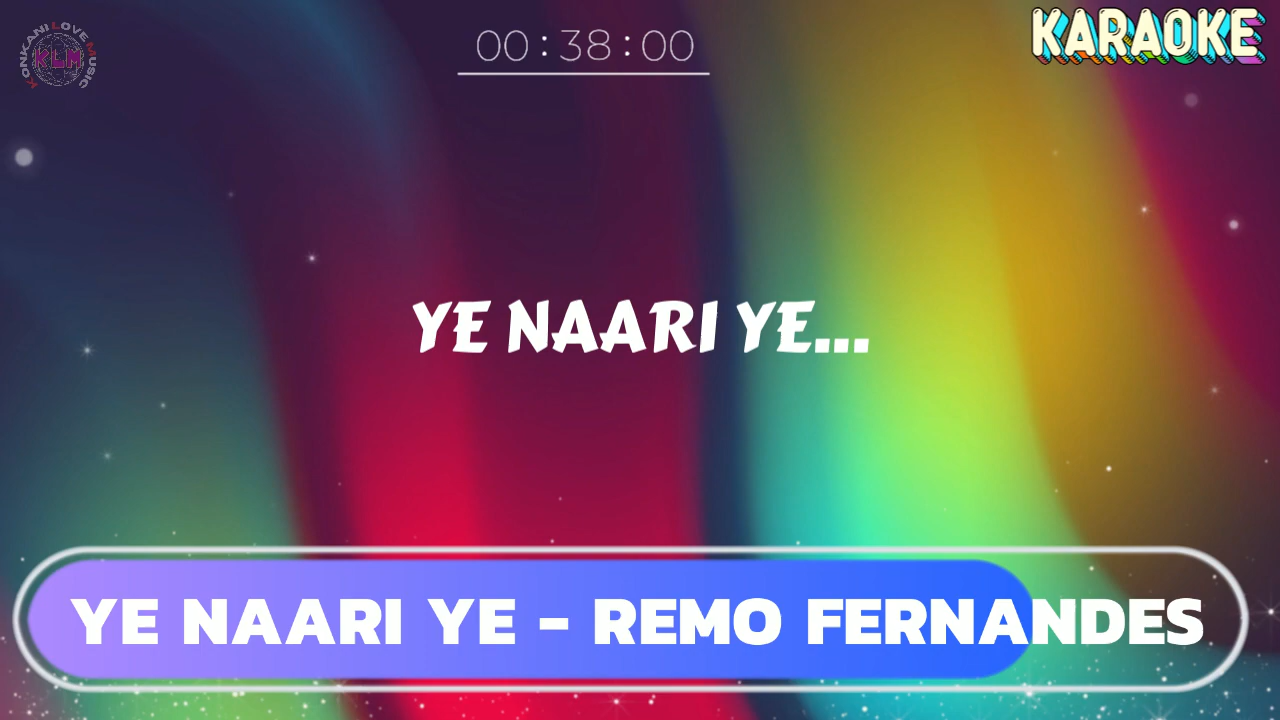 KONKANI LOVE MUSIC
KLM
00:38:00
KARAOKE
YE NAARI YE...
YE NAARI YE - REMO FERNANDES